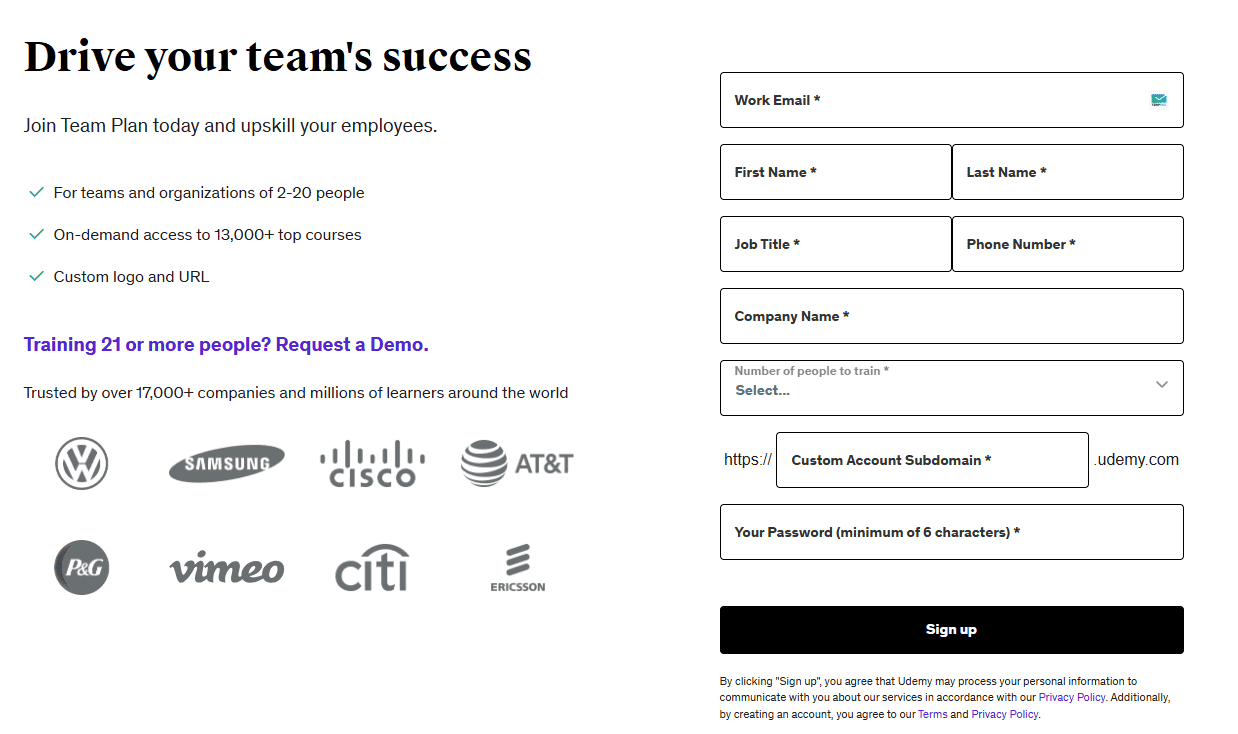 Drive your team's success
Join Team Plan today and upskill your employees.
For teams and organizations of 2-20 people
On-demand access to 13,000+ top courses
Custom logo and URL
Training 21 or more people? Request a Demo.
Trusted by over 17,000+ companies and millions of learners around the world
SAMSUNG
CISCO
AT&T
P&G
vimeo
citi
ERICSSON
Work Email *
First Name *
Last Name *
Job Title *
Phone Number *
Company Name *
Number of people to train *
Select...
https://
Custom Account Subdomain *
.udemy.com
Your Password (minimum of 6 characters) *
Sign up
By clicking "Sign up", you agree that Udemy may process your personal information to
communicate with you about our services in accordance with our Privacy Policy. Additionally,
by creating an account, you agree to our Terms and Privacy Policy.